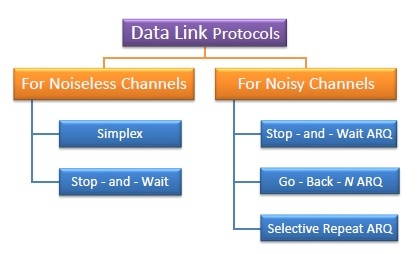 Data Link Protocols
For Noiseless Channels
For Noisy Channels
Simplex
Stop - and - Wait
Stop - and - Wait ARQ
Go - Back - N ARQ
Selective Repeat ARQ